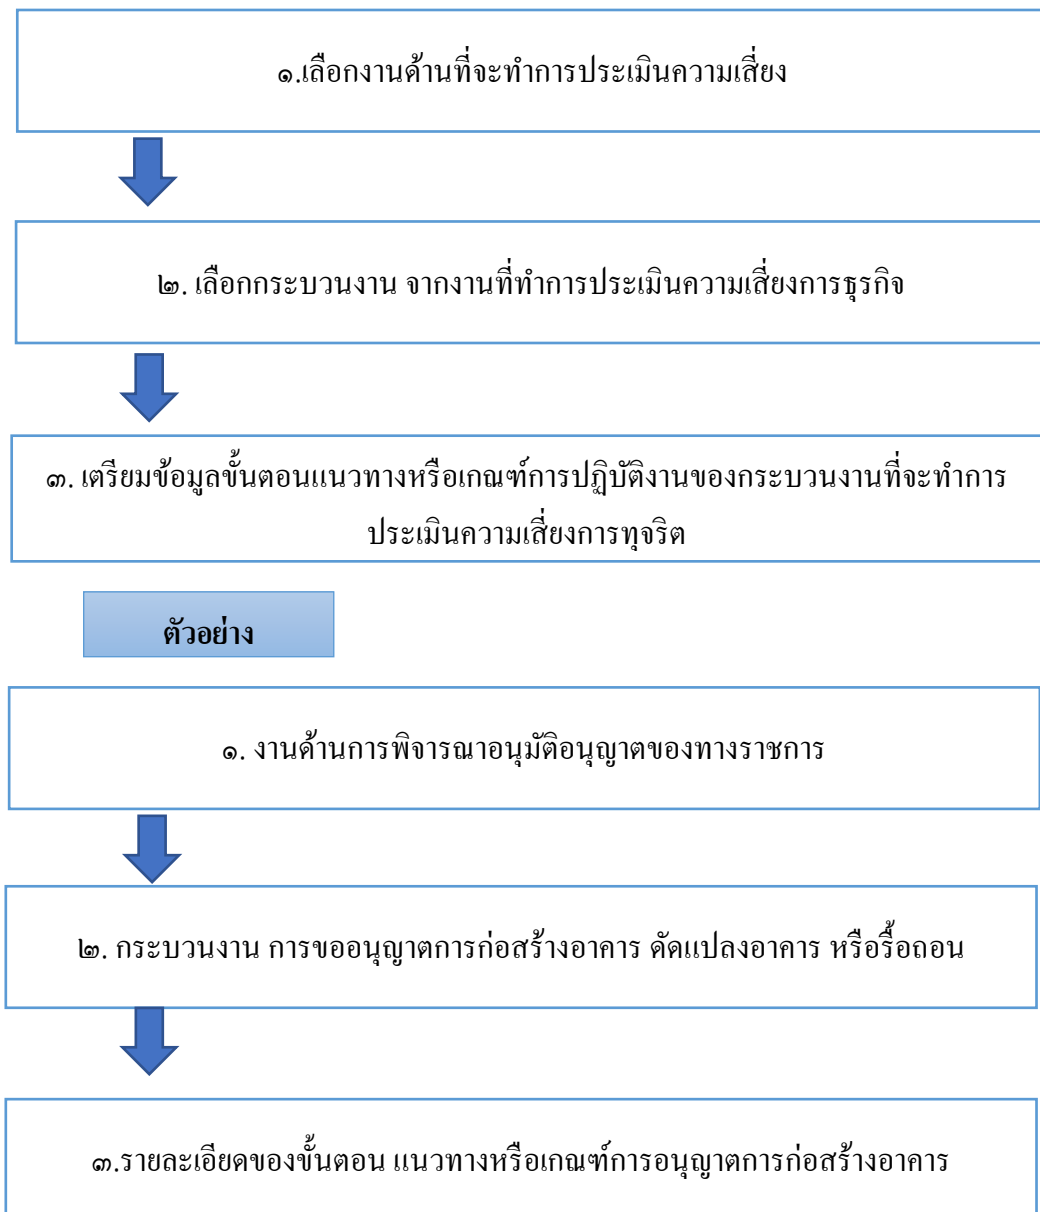 ๑.เลือกงานด้านที่จะทำการประเมินความเสี่ยง
๒. เลือกกระบวนงาน จากงานที่ทำการประเมินความเสี่ยงการธุรกิจ
๓. เตรียมข้อมูลขั้นตอนแนวทางหรือเกณฑ์การปฏิบัติงานของกระบวนงานที่จะทำการ
ประเมินความเสี่ยงการทุจริต
ตัวอย่าง
๑. งานด้านการพิจารณาอนุมัติอนุญาตของทางราชการ
๒. กระบวนงาน การขออนุญาตการก่อสร้างอาคาร ดัดแปลงอาคาร หรือรื้อถอน
๓.รายละเอียดของขั้นตอน แนวทางหรือเกณฑ์การอนุญาตการก่อสร้างอาคาร